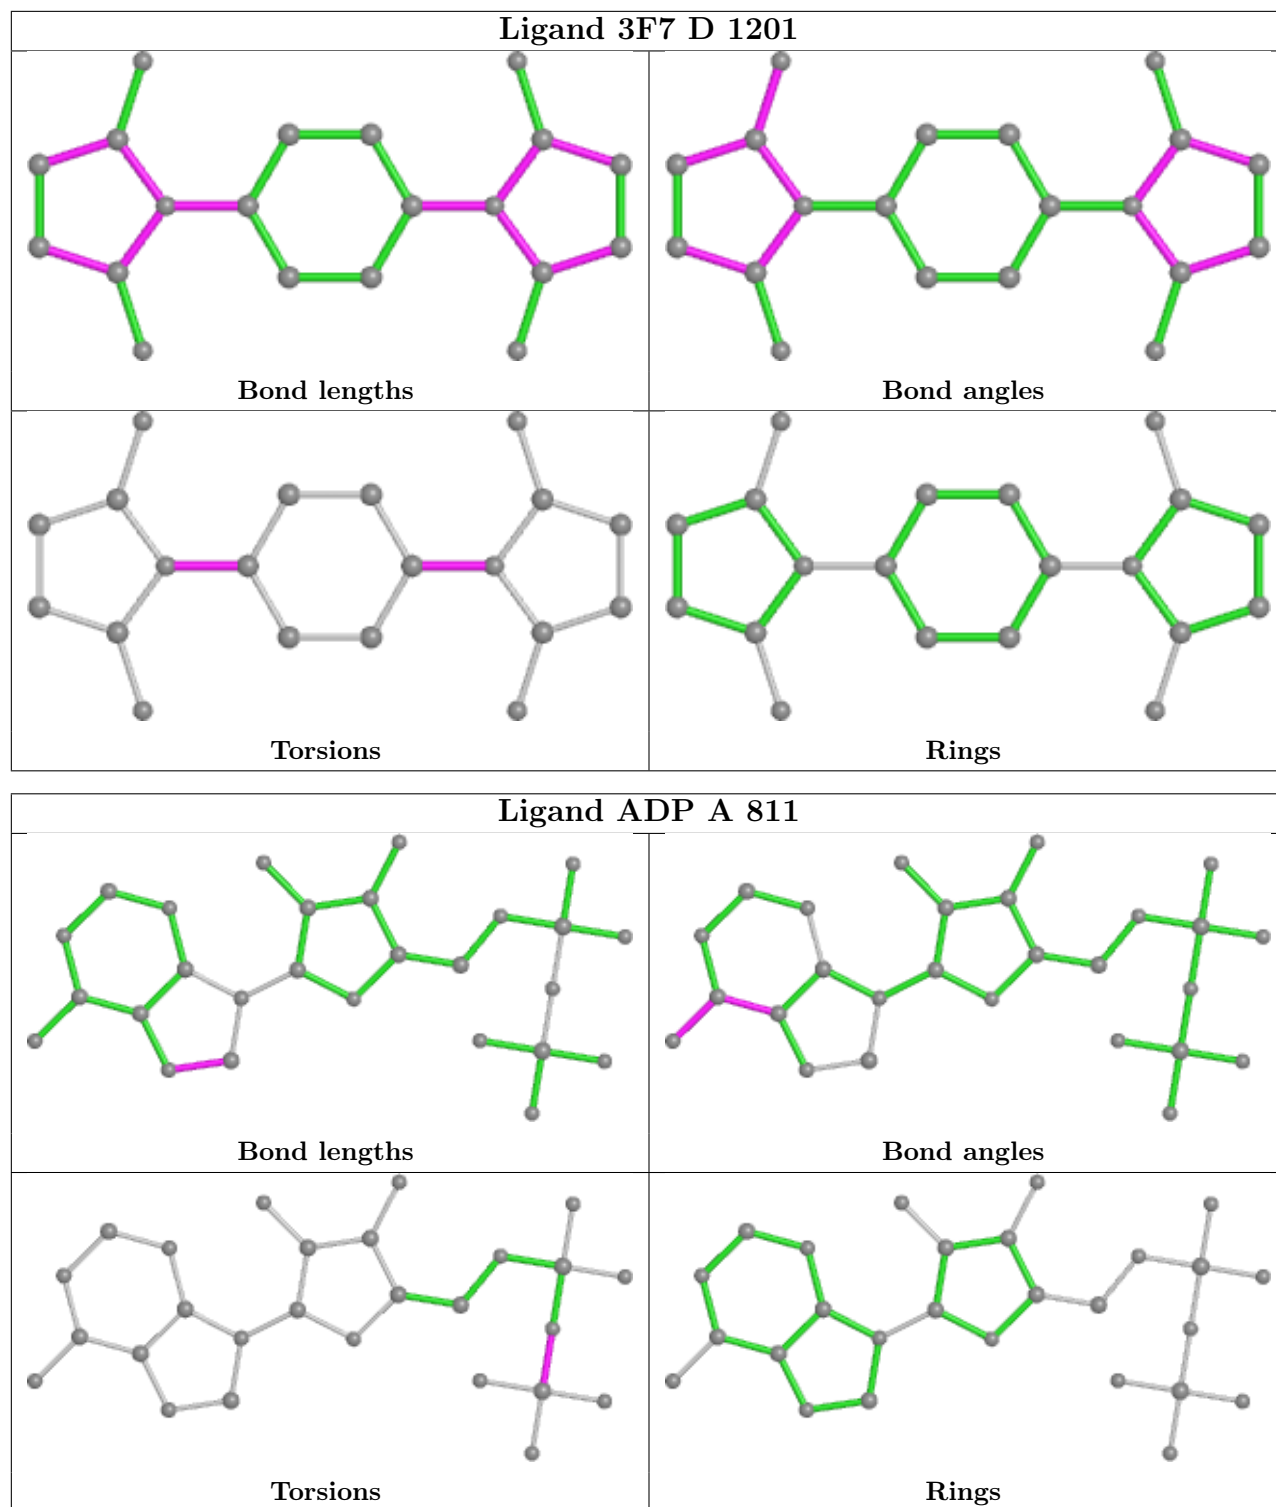 Ligand 3F7 D 1201
Bond lengths
Bond angles
Torsions
Rings
Ligand ADP A 811
Bond lengths
Bond angles
Torsions
Rings